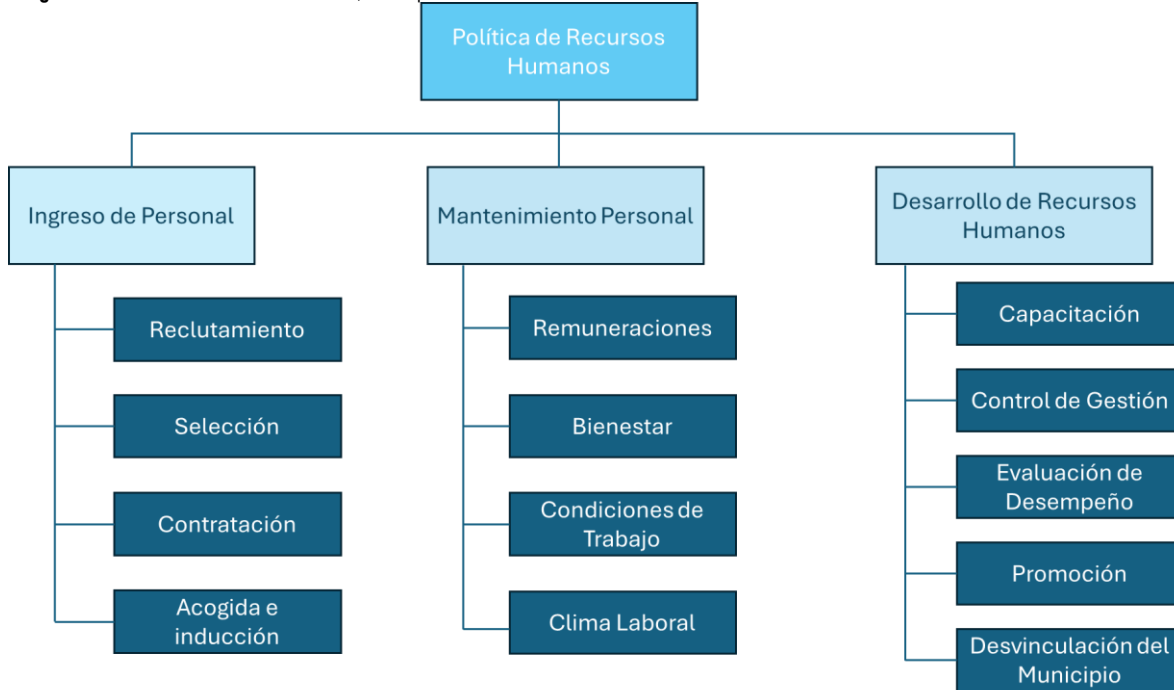 Política de Recursos
Humanos
Ingreso de Personal
Reclutamiento
Selección
Contratación
Acogida e
inducción
Mantenimiento Personal
Remuneraciones
Bienestar
Condiciones de
Trabajo
Clima Laboral
Desarrollo de Recursos
Humanos
Capacitación
Control de Gestión
Evaluación de
Desempeño
Promoción
Desvinculación del
Municipio